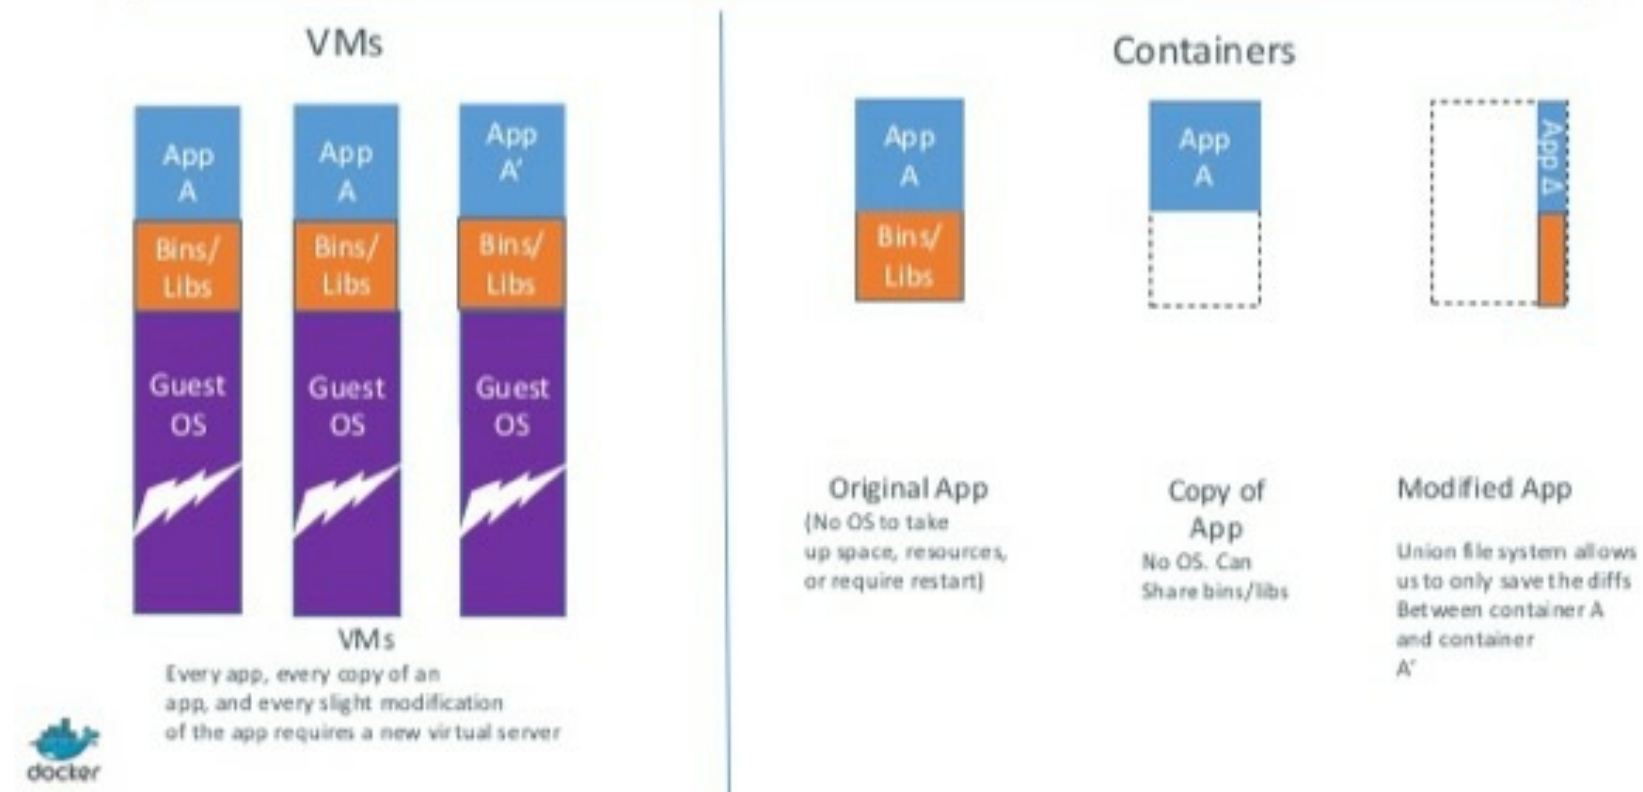 VMs
App
A
Bins/
Libs
Guest
OS
App
A
Bins/
Libs
Guest
OS
App
A’
Bins/
Libs
Guest
OS
VMs
Every app, every copy of an
app, and every slight modification
of the app requires a new virtual server
docker
Containers
App
A
Bins/
Libs
Original App
(No OS to take
up space, resources,
or require restart)
App
A
Copy of
App
No OS. Can
Share bins/libs
App Δ
Modified App
Union file system allows
us to only save the diffs
Between container A
and container
A’